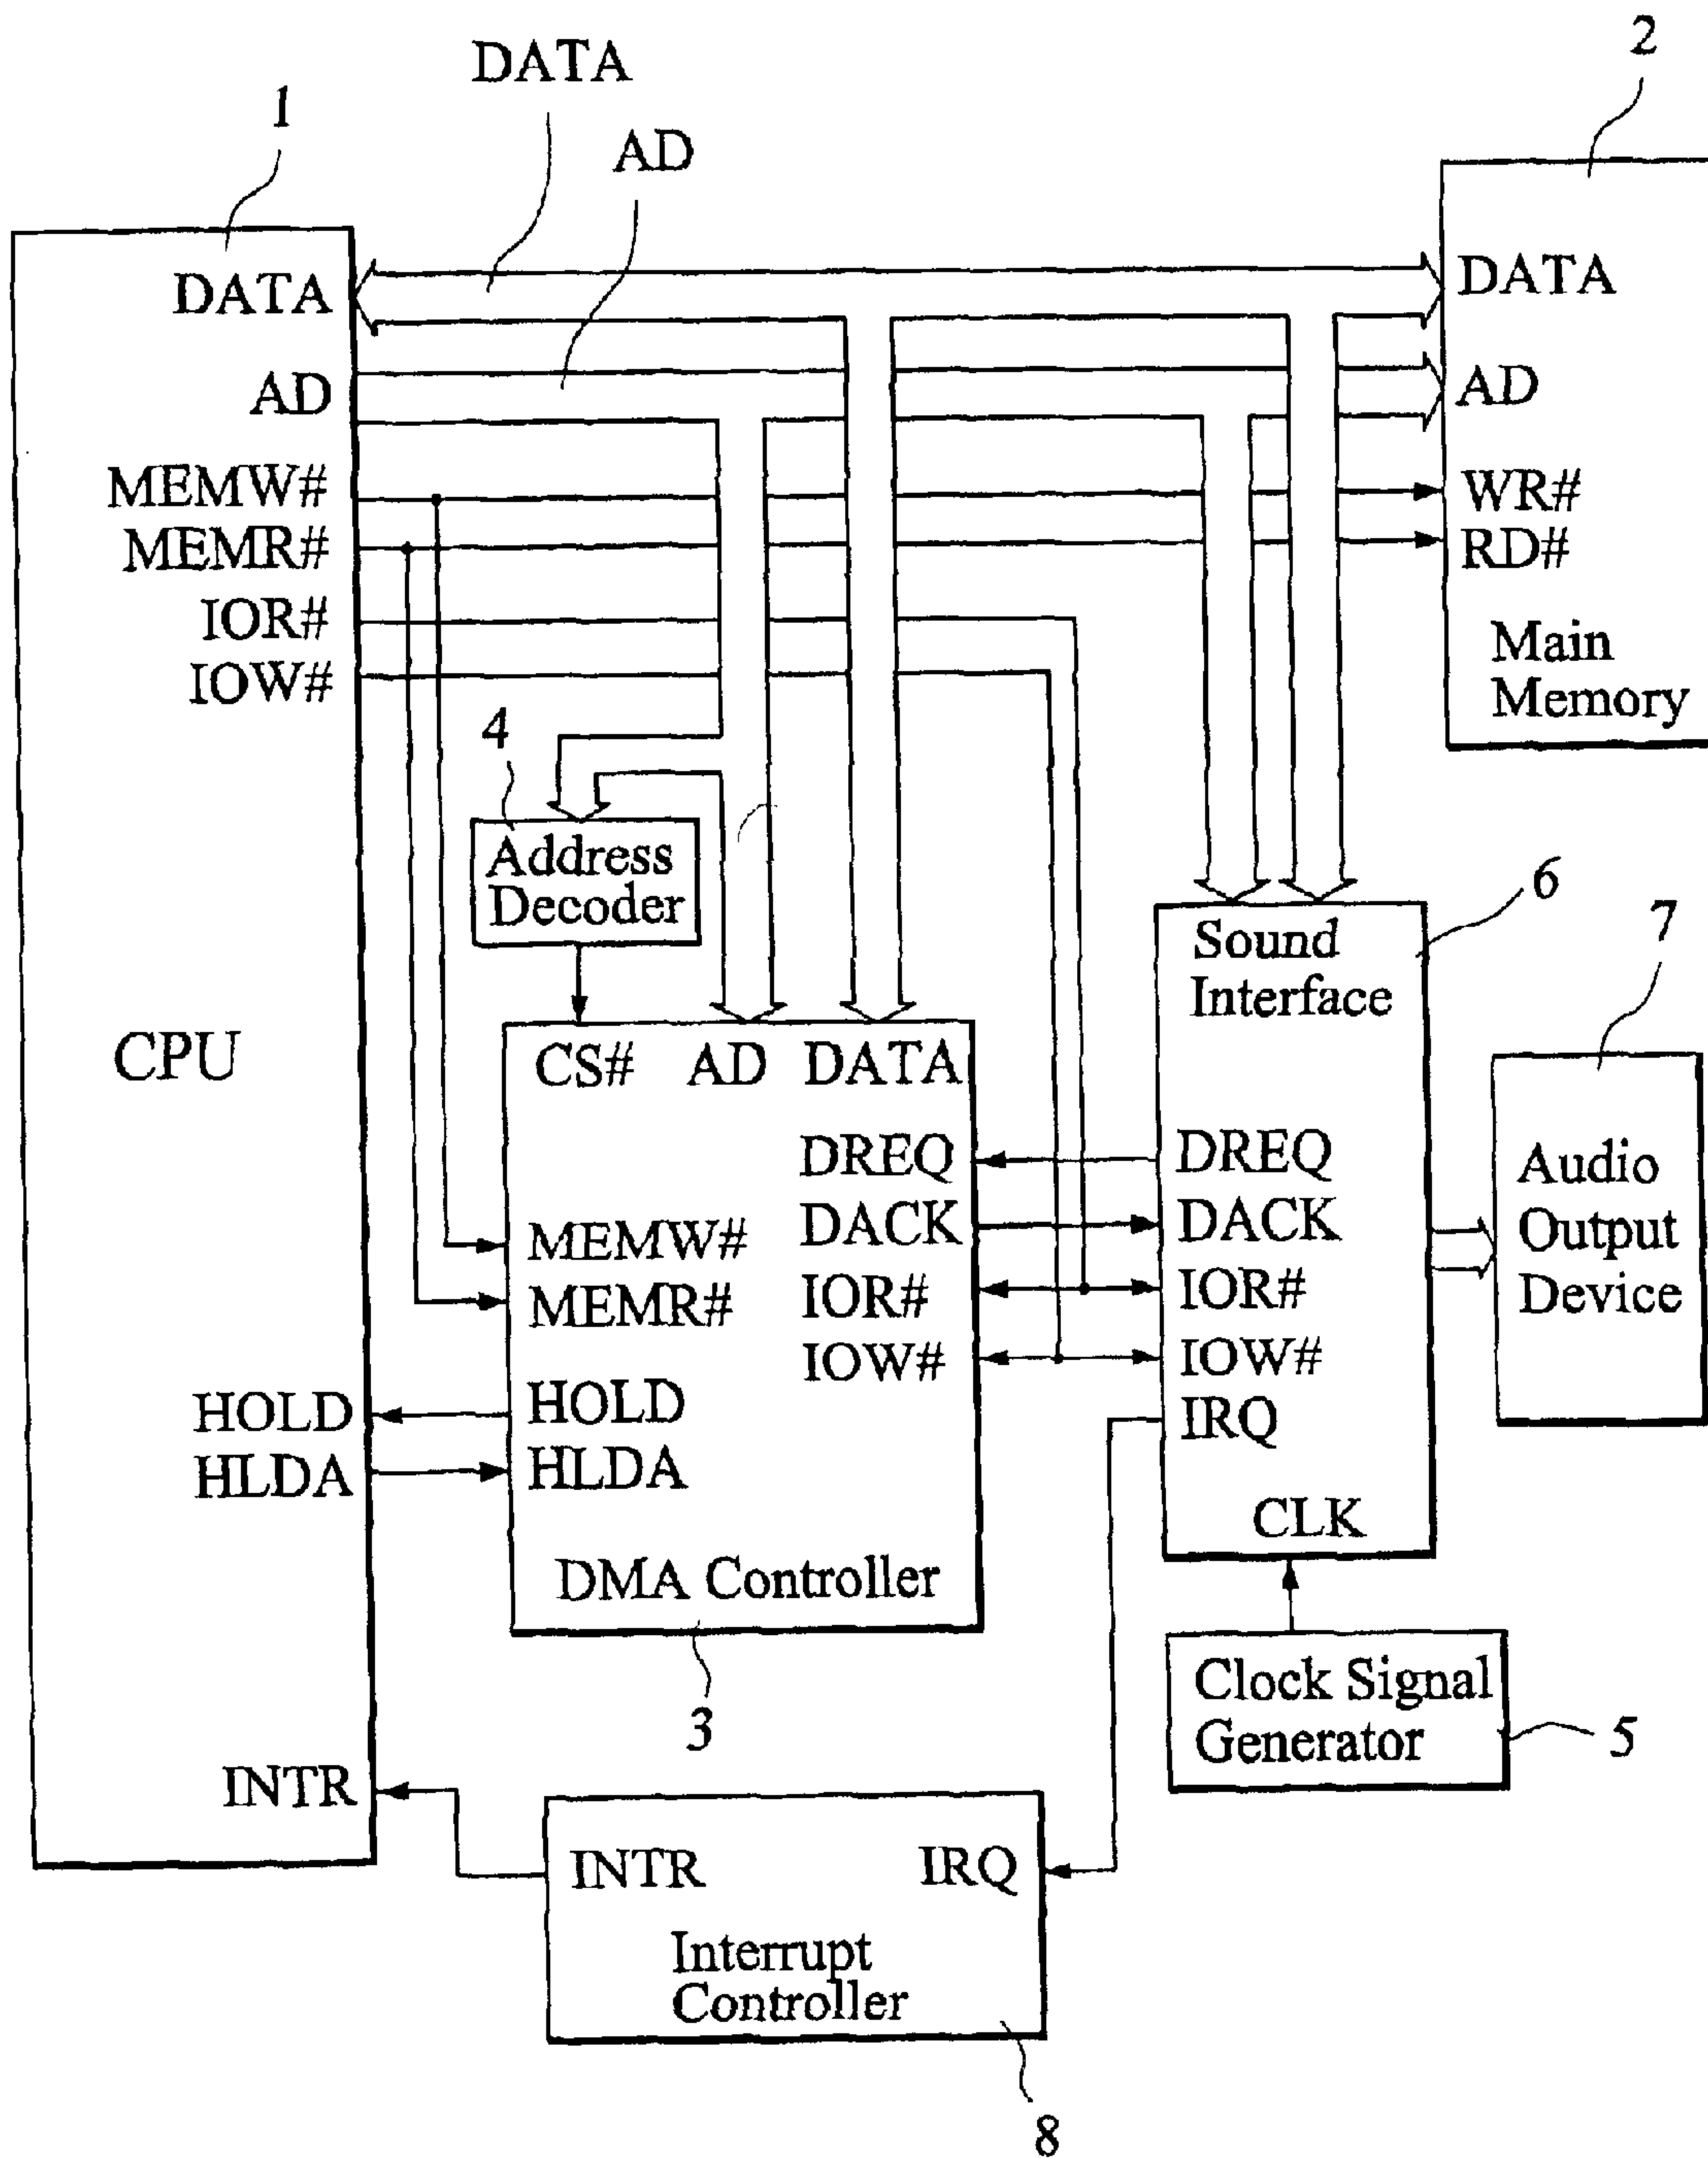 DATA
AD
1
2
DATA
AD
MEMW#
MEMR#
IOR#
IOW#
CPU
HOLD
HLDA
INTR
DATA
AD
WR#
RD#
Main
Memory
4
Address
Decoder
CS# AD DATA
DREQ
DACK
IOR#
IOW#
MEMW#
MEMR#
HOLD
HLDA
DMA Controller
3
6
Sound
Interface
DREQ
DACK
IOR#
IOW#
IRQ
CLK
7
Audio
Output
Device
Clock Signal
Generator
5
INTR IRQ
Interrupt
Controller
8